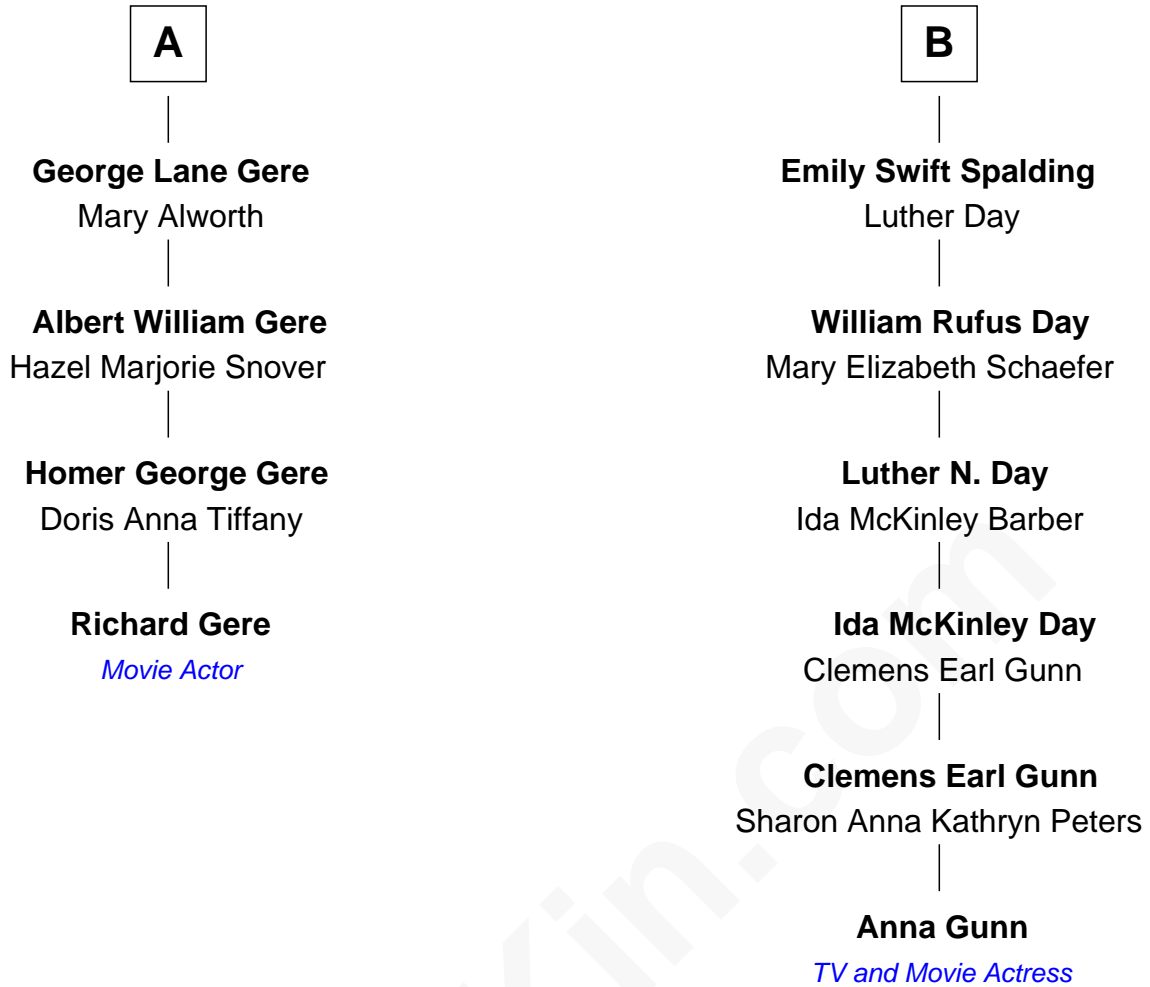 A
George Lane Gere
Mary Alworth
Albert William Gere
Hazel Marjorie Snover
Homer George Gere
Doris Anna Tiffany
Richard Gere
Movie Actor
B
Emily Swift Spalding
Luther Day
William Rufus Day
Mary Elizabeth Schaefer
Luther N. Day
Ida McKinley Barber
Ida McKinley Day
Clemens Earl Gunn
Clemens Earl Gunn
Sharon Anna Kathryn Peters
Anna Gunn
TV and Movie Actress
Kin.com